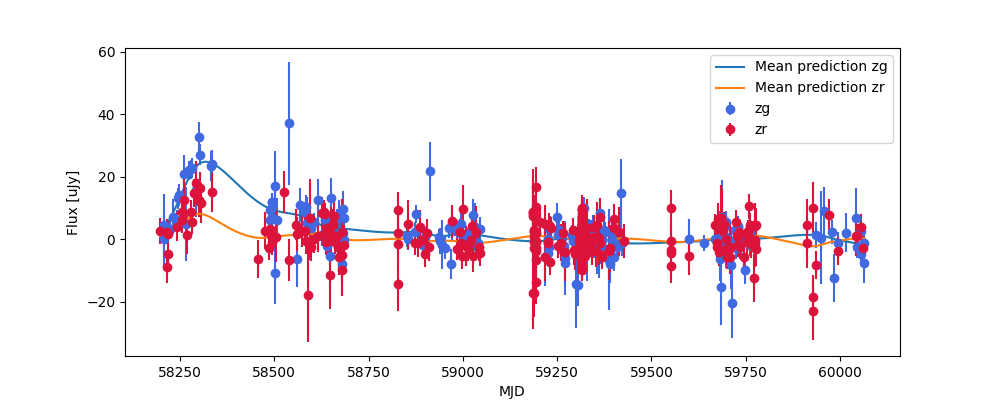 60
40
20
0
−20
Flux [uJy]
58250 58500 58750 59000 59250 59500 59750 60000
MJD
Mean prediction zg
Mean prediction zr
zg
zr